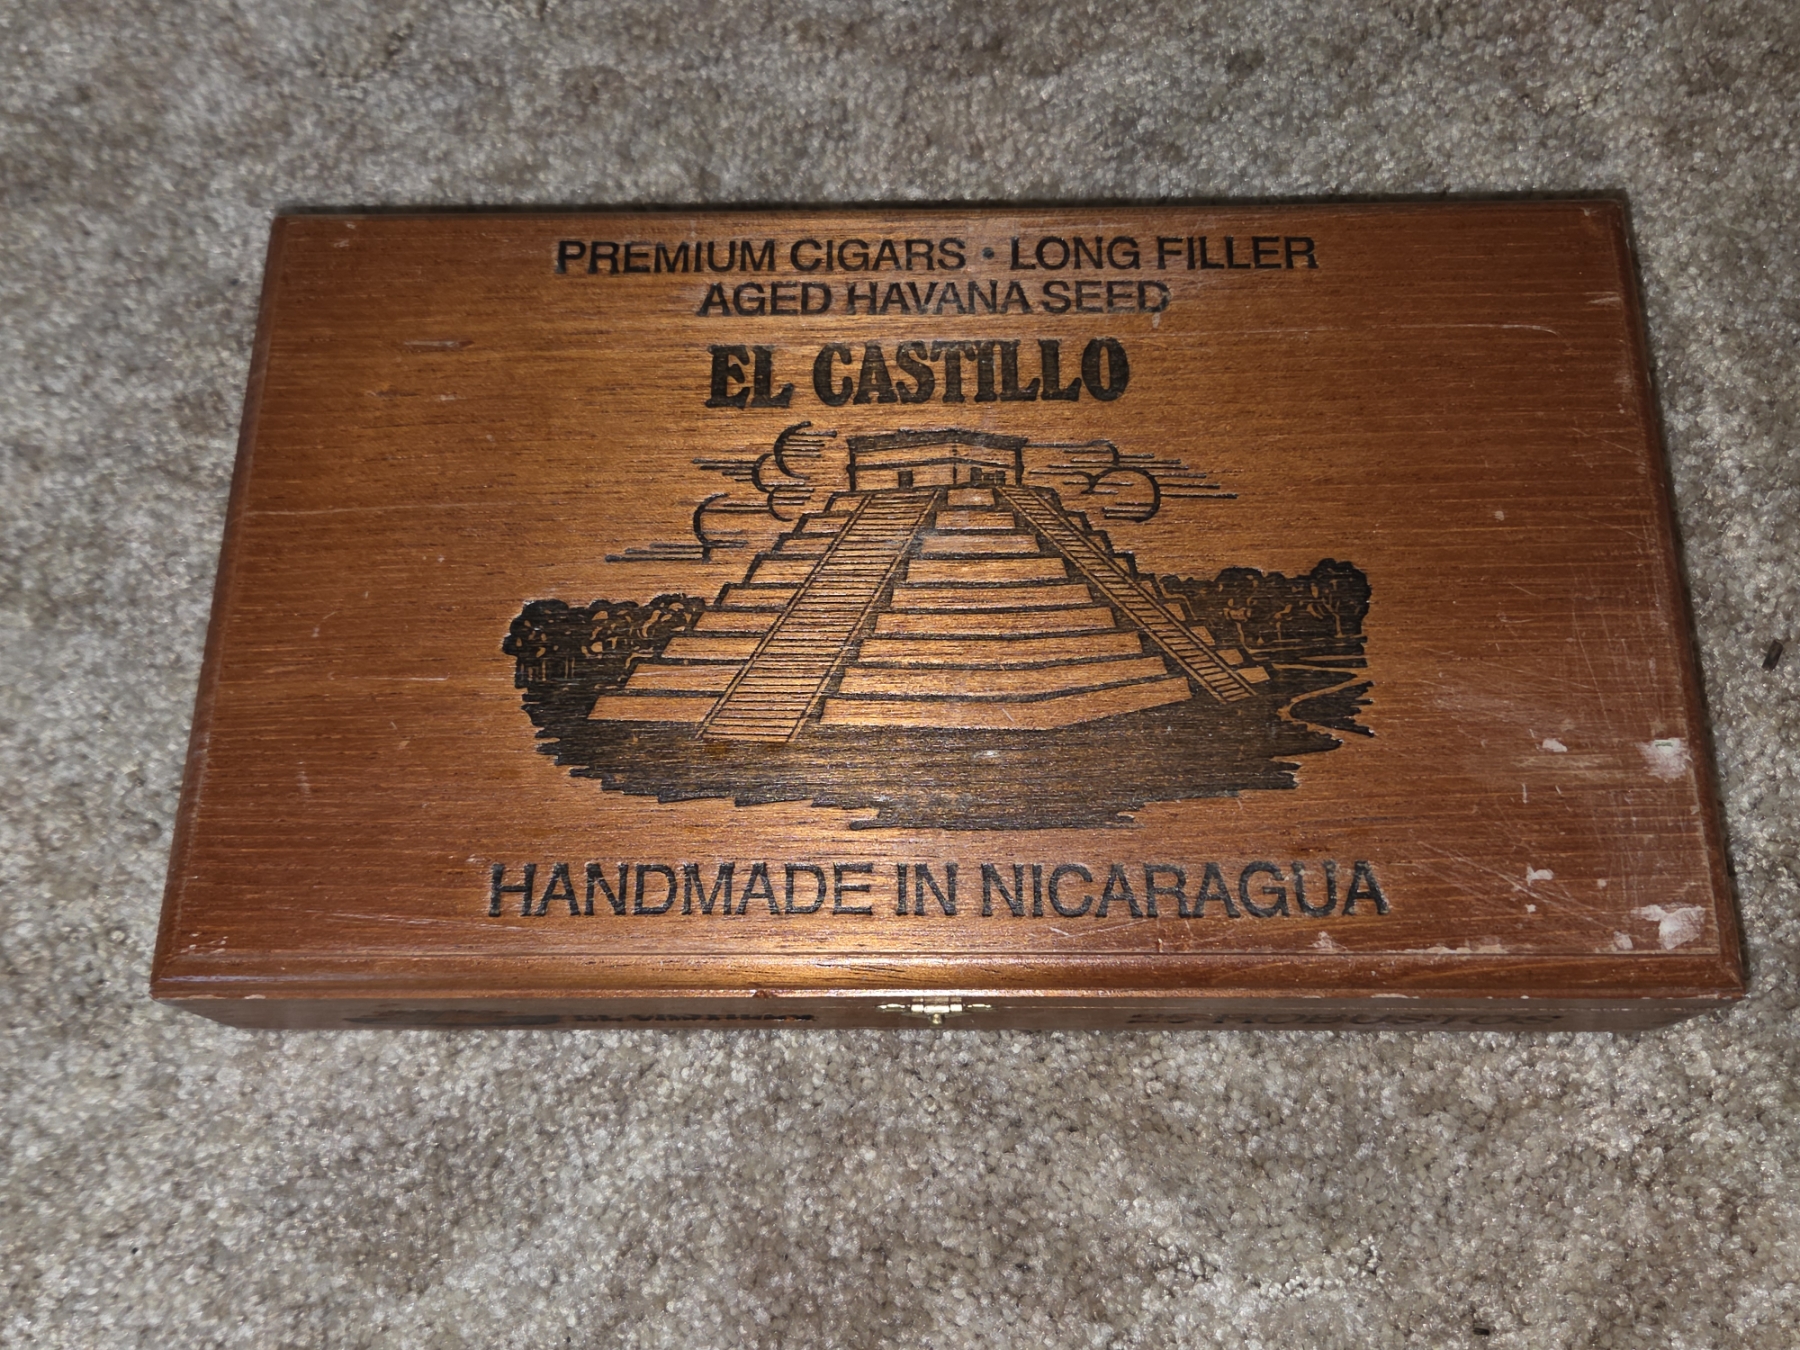 PREMIUM CIGARS • LONG FILLER
AGED HAVANA SEED
EL CASTILLO
HANDMADE IN NICARAGUA